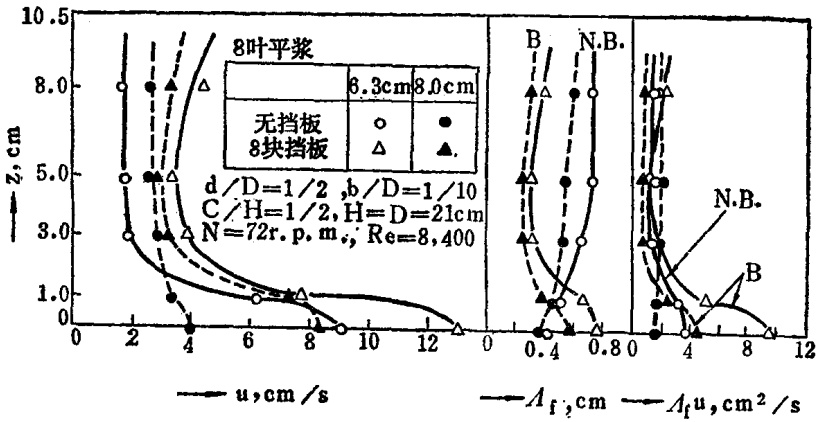 10.5
8.0
5.0
3.0
1.0
0
z, cm
8叶平浆
6.3cm 8.0cm
无挡板 ○ ●
8块挡板 △ ▲
d/D=1/2, b/D=1/10
C/H=1/2, H=D=21cm
N=72r.p.m., Re=8,400
B N.B.
N.B.
B
0 2 4 6 8 10 12
0 0.4 0.8
0 4 8 12
u, cm/s
Λf, cm
Λfu, cm²/s